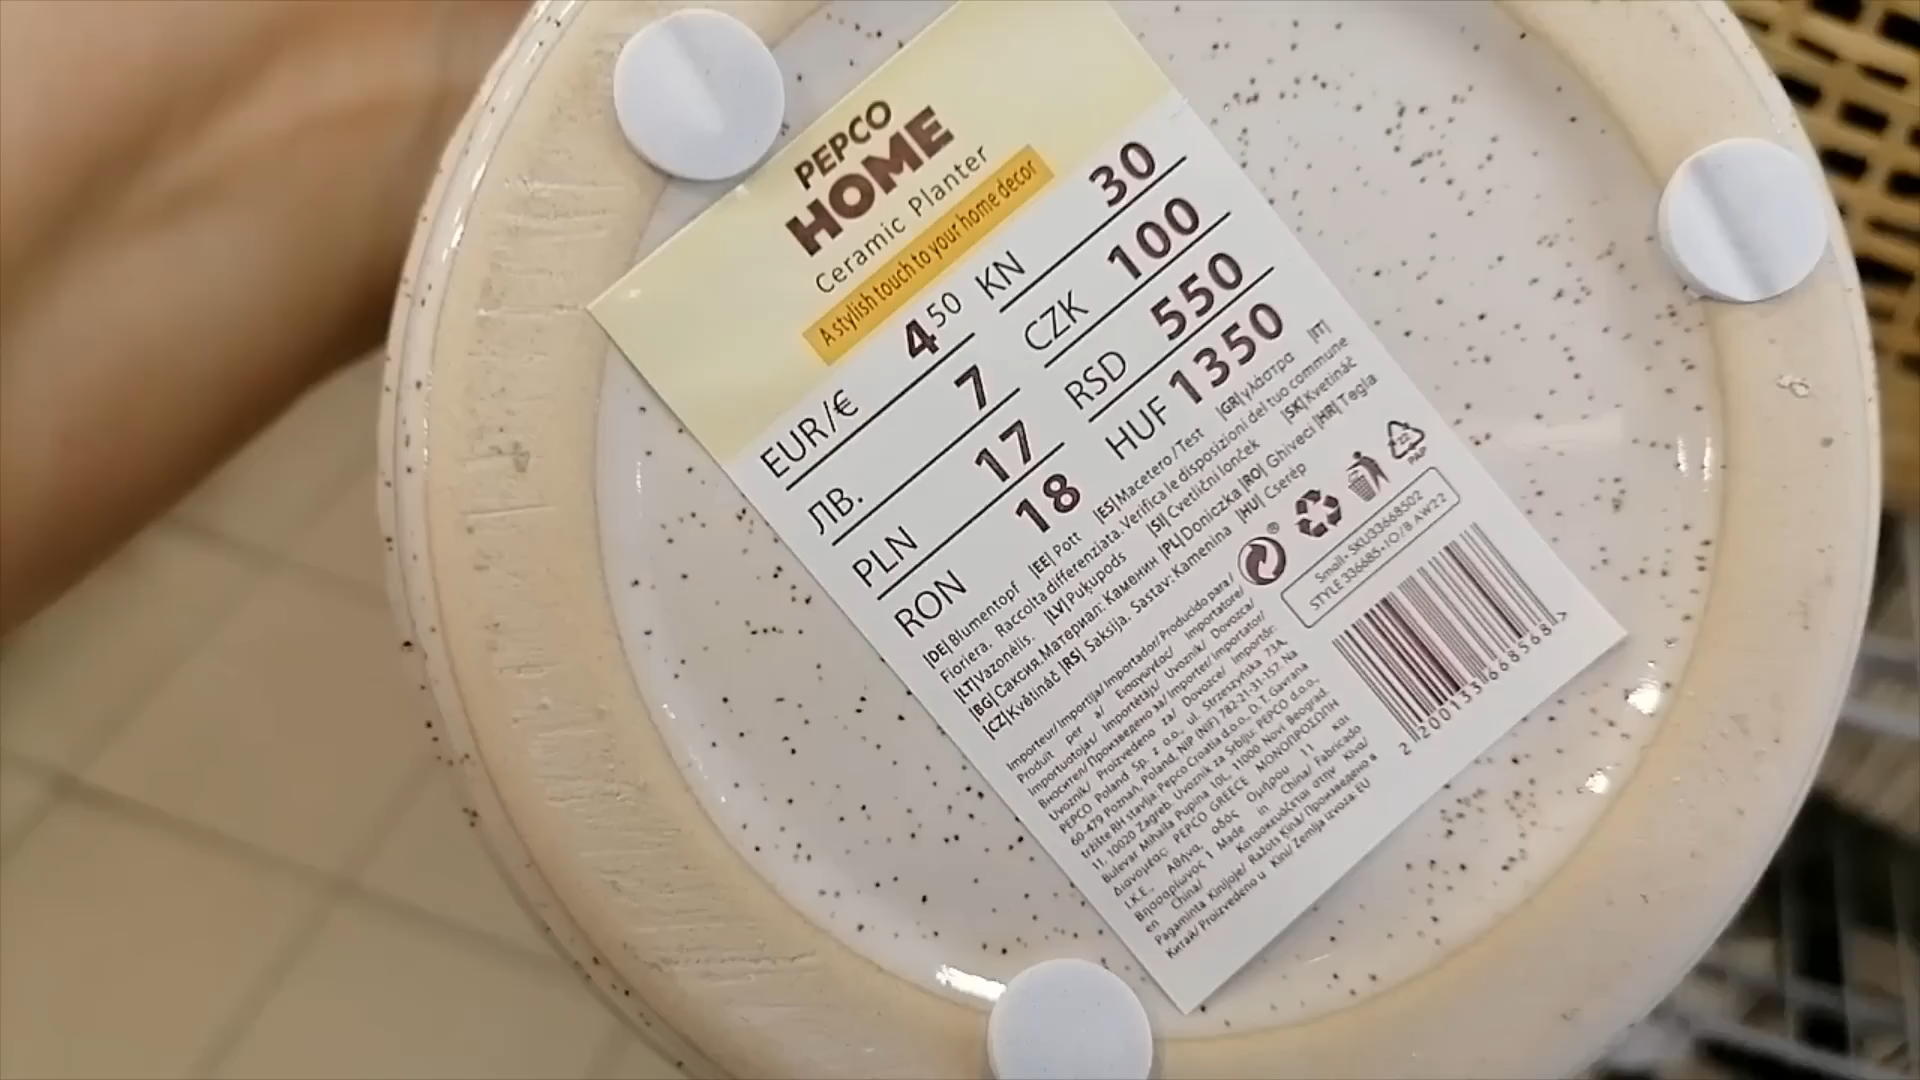 PEPCO
HOME
Ceramic Planter
A stylish touch to your home decor
EUR/€ 4 50
ЛВ. 7
PLN 17
RON 18
KN 30
CZK 100
RSD 550
HUF 1350
|DE| Blumentopf |EE| Pott |ES| Macetero / Test |GR| γλάστρα |IT|
Fioriera. Raccolta differenziata. Verifica le disposizioni del tuo commune
|LT| Vazonėlis. |LV| Puķupods |SI| Cvetlični lonček |SK| Kvetináč
|BG| Саксия. Материал: Каменин |PL| Doniczka |RO| Ghiveci |HR| Tegla
|CZ| Květináč |RS| Saksija. Sastav: Kamenina |HU| Cserép
22
PAP
Small - SKU33668502
STYLE 336685-IO/B AW22
Importeur/ Importija/ Importador/ Producido para/
Produit per a/ Εισαγωγέας/ Importatore/
Importuotojas/ Importētājs/ Uvoznik/ Dovozca/
Вносител/ Произведено за/ Importer/ Importator/
Uvoznik/ Proizvedeno za/ Dovozce/ Importőr:
PEPCO Poland Sp. z o.o., ul. Strzeszyńska 73A,
60-479 Poznań, Poland, NIP (NIF) 782-21-31-157. Na
tržište RH stavlja: Pepco Croatia d.o.o., D. T. Gavrana
11, 10020 Zagreb. Uvoznik za Srbiju: PEPCO d.o.o.,
Bulevar Mihaila Pupina 10L, 11000 Novi Beograd.
Διανομέας: PEPCO GREECE ΜΟΝΟΠΡΟΣΩΠΗ
Ι.Κ.Ε., Αθήνα, οδός Ομήρου 11 και
Βησσαρίωνος 1 Made in China/ Fabricado
en China/ Κατασκευάζεται στην Κίνα/
Pagaminta Kinijoje/ Ražots Ķīnā/ Произведено в
Китай/ Proizvedeno u Kini/ Zemlja izvoza: EU
2 200133 668568 >